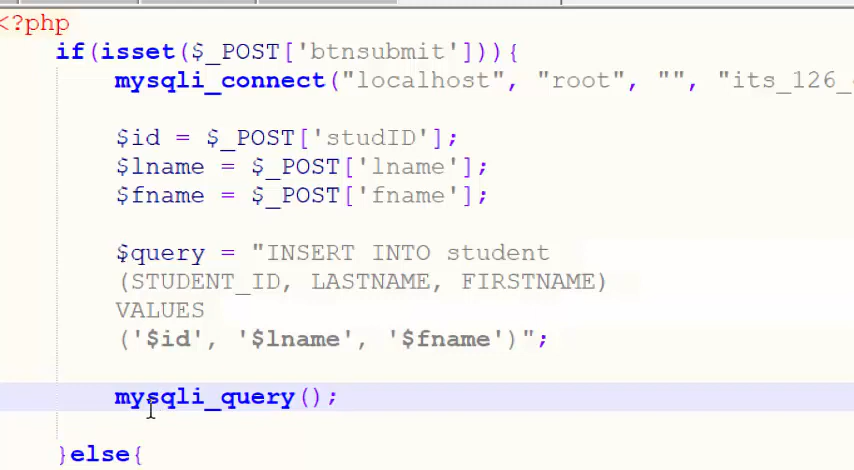 <?php
if(isset($_POST['btnsubmit'])){
mysqli_connect("localhost", "root", "", "its_126_
$id = $_POST['studID'];
$lname = $_POST['lname'];
$fname = $_POST['fname'];
$query = "INSERT INTO student
(STUDENT_ID, LASTNAME, FIRSTNAME)
VALUES
('$id', '$lname', '$fname')";
mysqli_query();
}else{